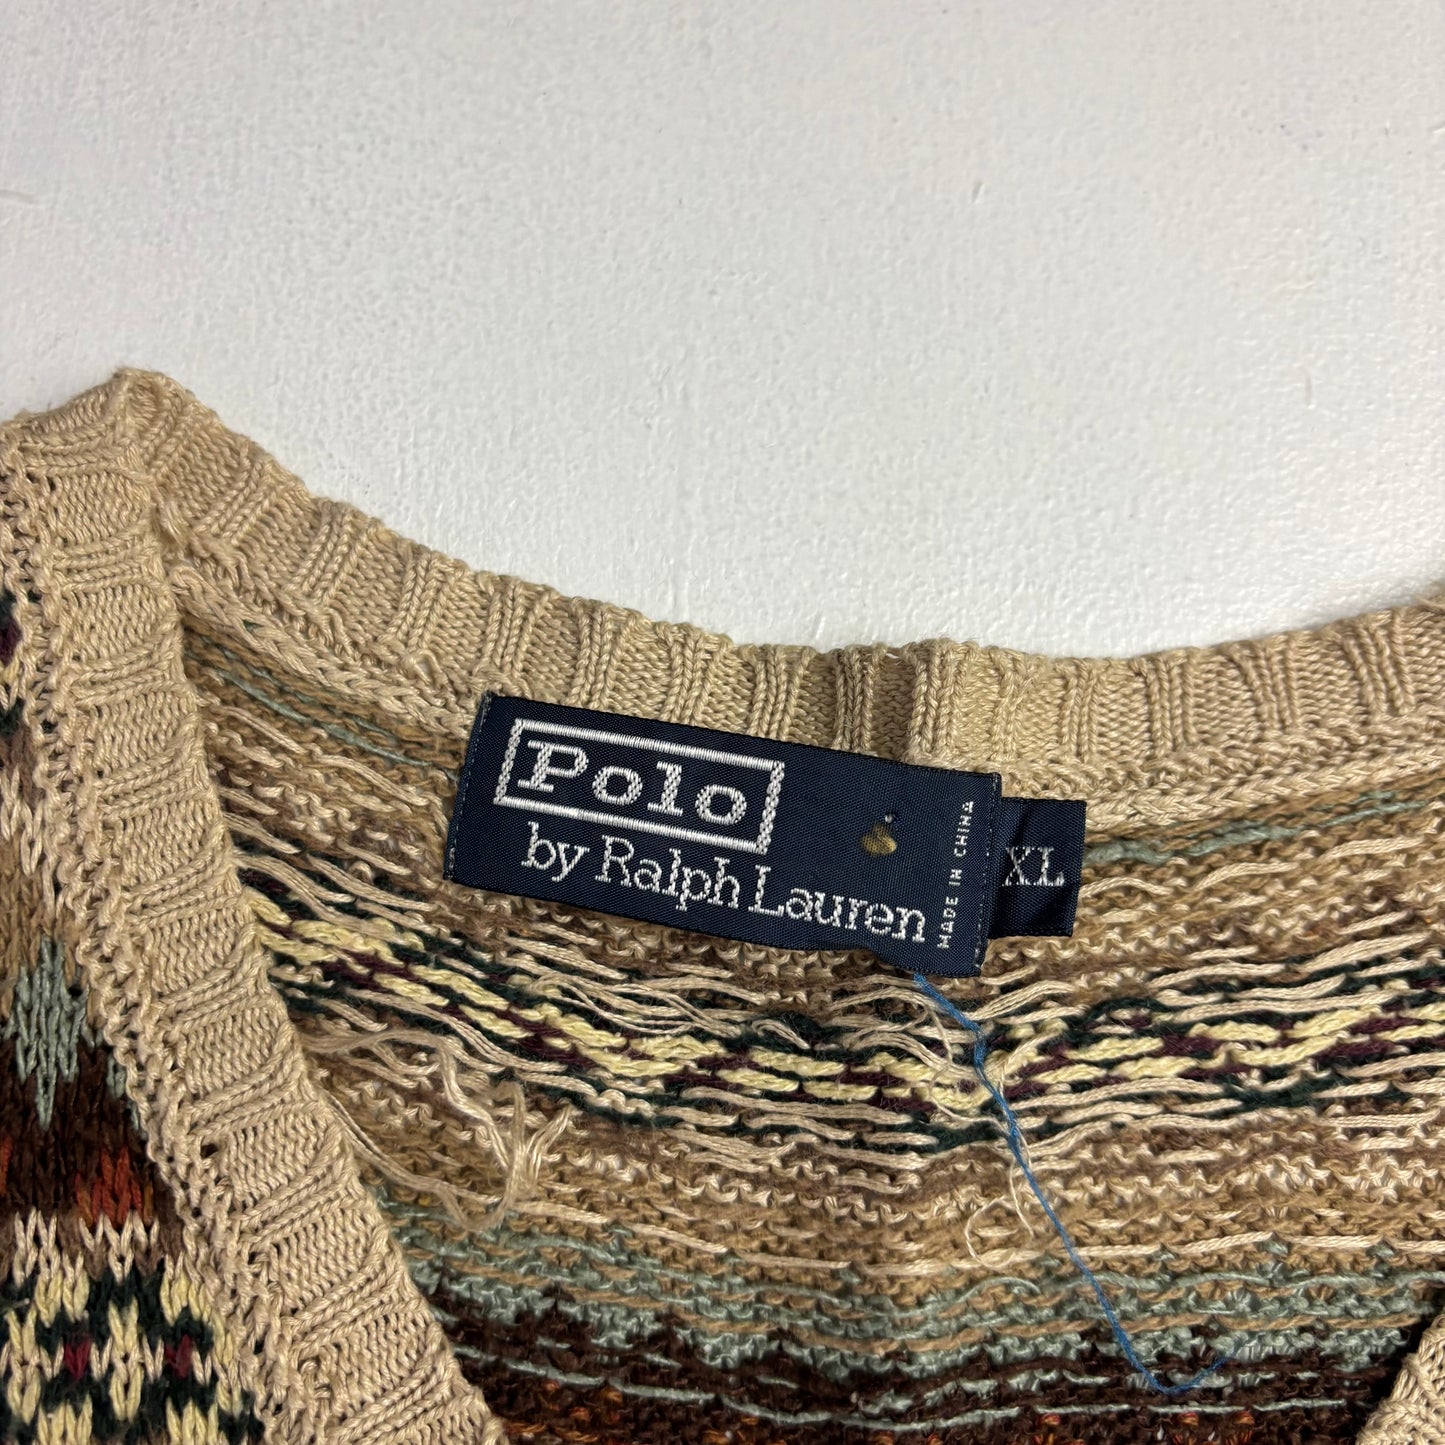 Polo
by Ralph Lauren
MADE IN CHINA
XL